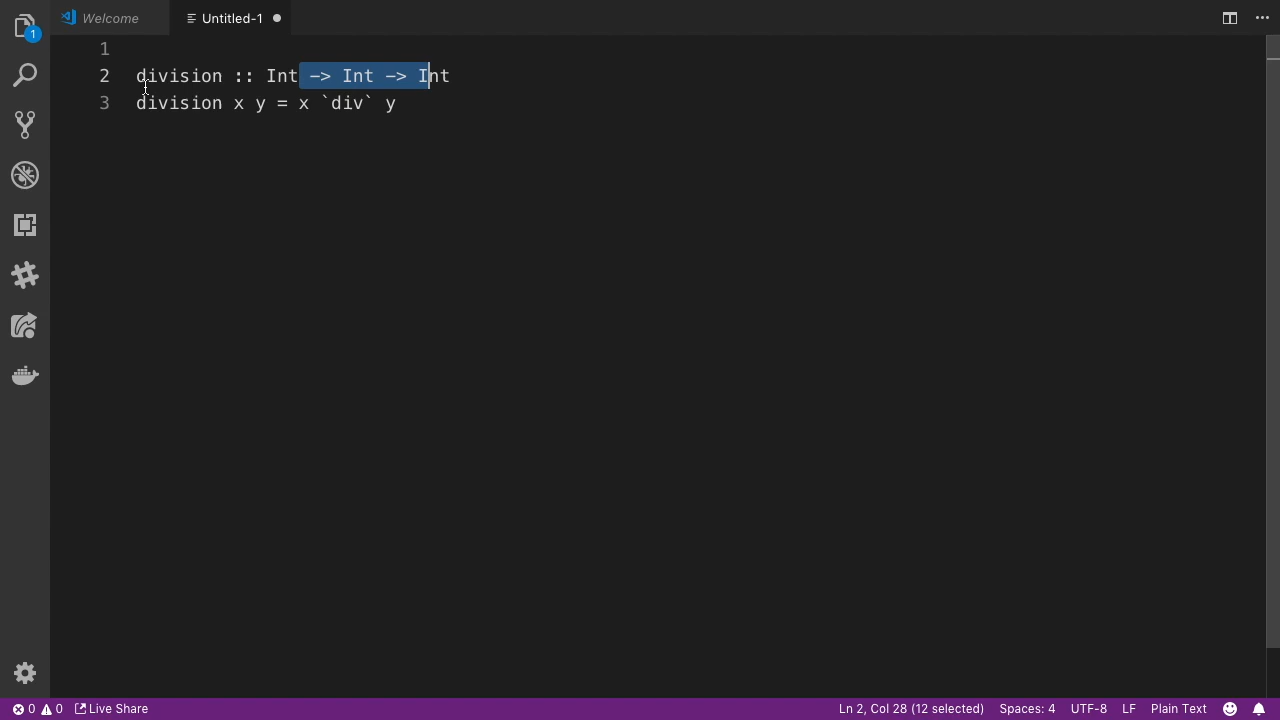 Welcome
Untitled-1
1
1
2 division :: Int -> Int -> Int
3 division x y = x `div` y
0 0 Live Share
Ln 2, Col 28 (12 selected) Spaces: 4 UTF-8 LF Plain Text